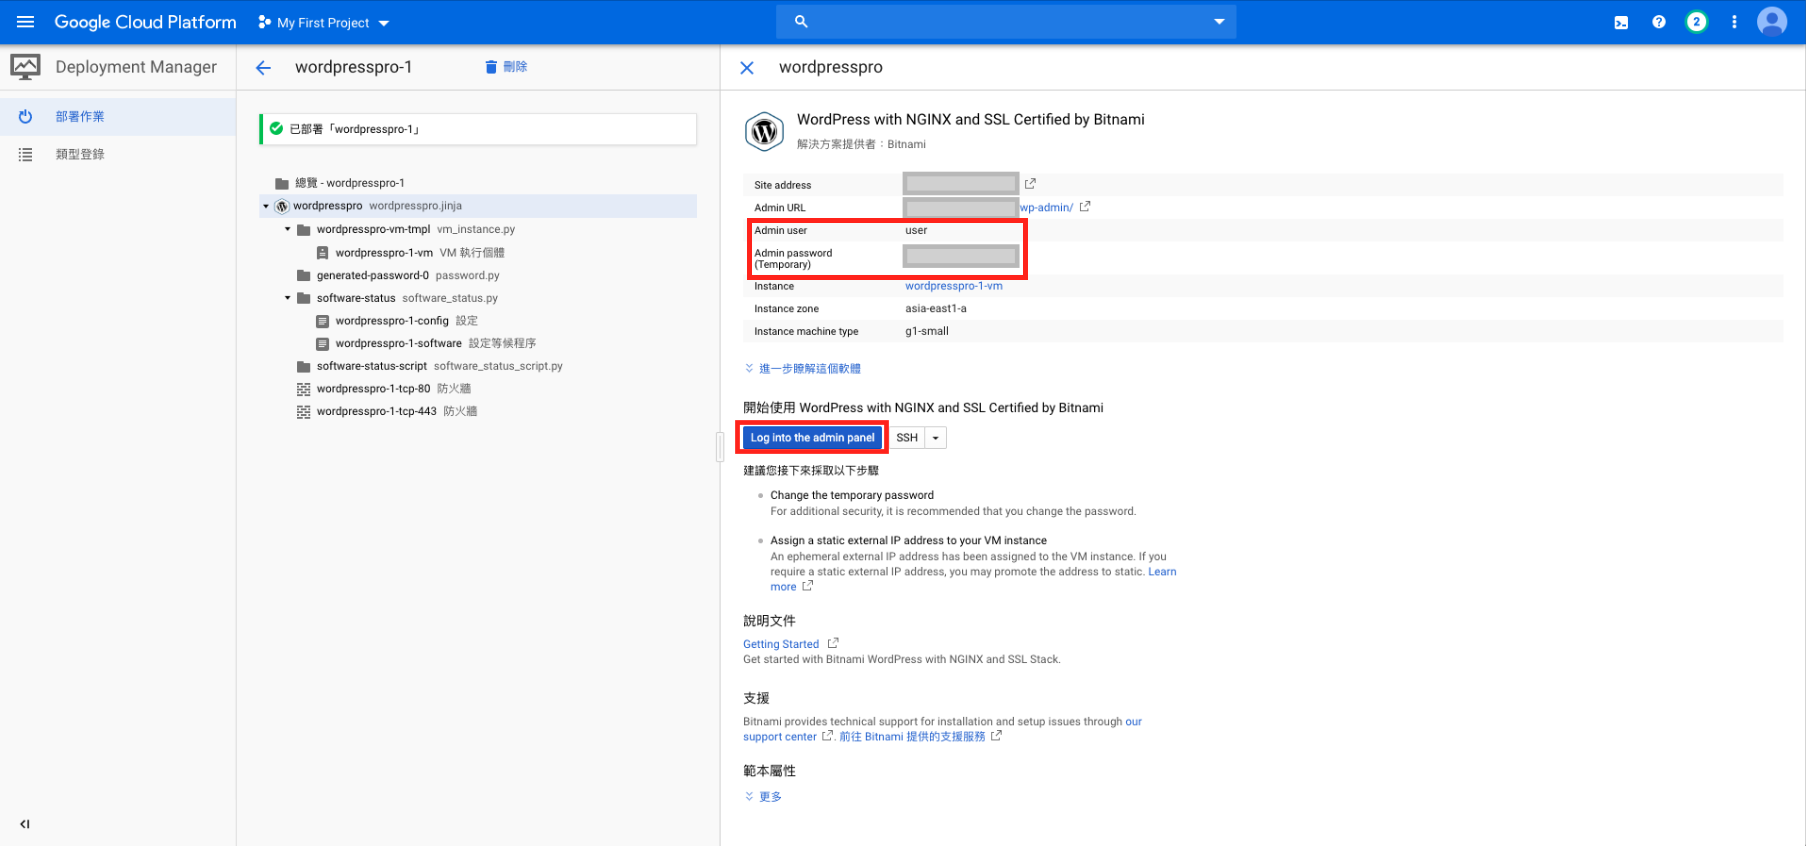 Google Cloud Platform
My First Project
2
Deployment Manager
部署作業
類型登錄
wordpresspro-1
刪除
已部署「wordpresspro-1」
總覽 - wordpresspro-1
wordpresspro wordpresspro.jinja
wordpresspro-vm-tmpl vm_instance.py
wordpresspro-1-vm VM 執行個體
generated-password-0 password.py
software-status software_status.py
wordpresspro-1-config 設定
wordpresspro-1-software 設定等候程序
software-status-script software_status_script.py
wordpresspro-1-tcp-80 防火牆
wordpresspro-1-tcp-443 防火牆
wordpresspro
WordPress with NGINX and SSL Certified by Bitnami
解決方案提供者：Bitnami
Site address
Admin URL wp-admin/
Admin user user
Admin password
(Temporary)
Instance wordpresspro-1-vm
Instance zone asia-east1-a
Instance machine type g1-small
進一步瞭解這個軟體
開始使用 WordPress with NGINX and SSL Certified by Bitnami
Log into the admin panel SSH
建議您接下來採取以下步驟
Change the temporary password
For additional security, it is recommended that you change the password.
Assign a static external IP address to your VM instance
An ephemeral external IP address has been assigned to the VM instance. If you
require a static external IP address, you may promote the address to static. Learn
more
說明文件
Getting Started
Get started with Bitnami WordPress with NGINX and SSL Stack.
支援
Bitnami provides technical support for installation and setup issues through our
support center . 前往 Bitnami 提供的支援服務
範本屬性
更多